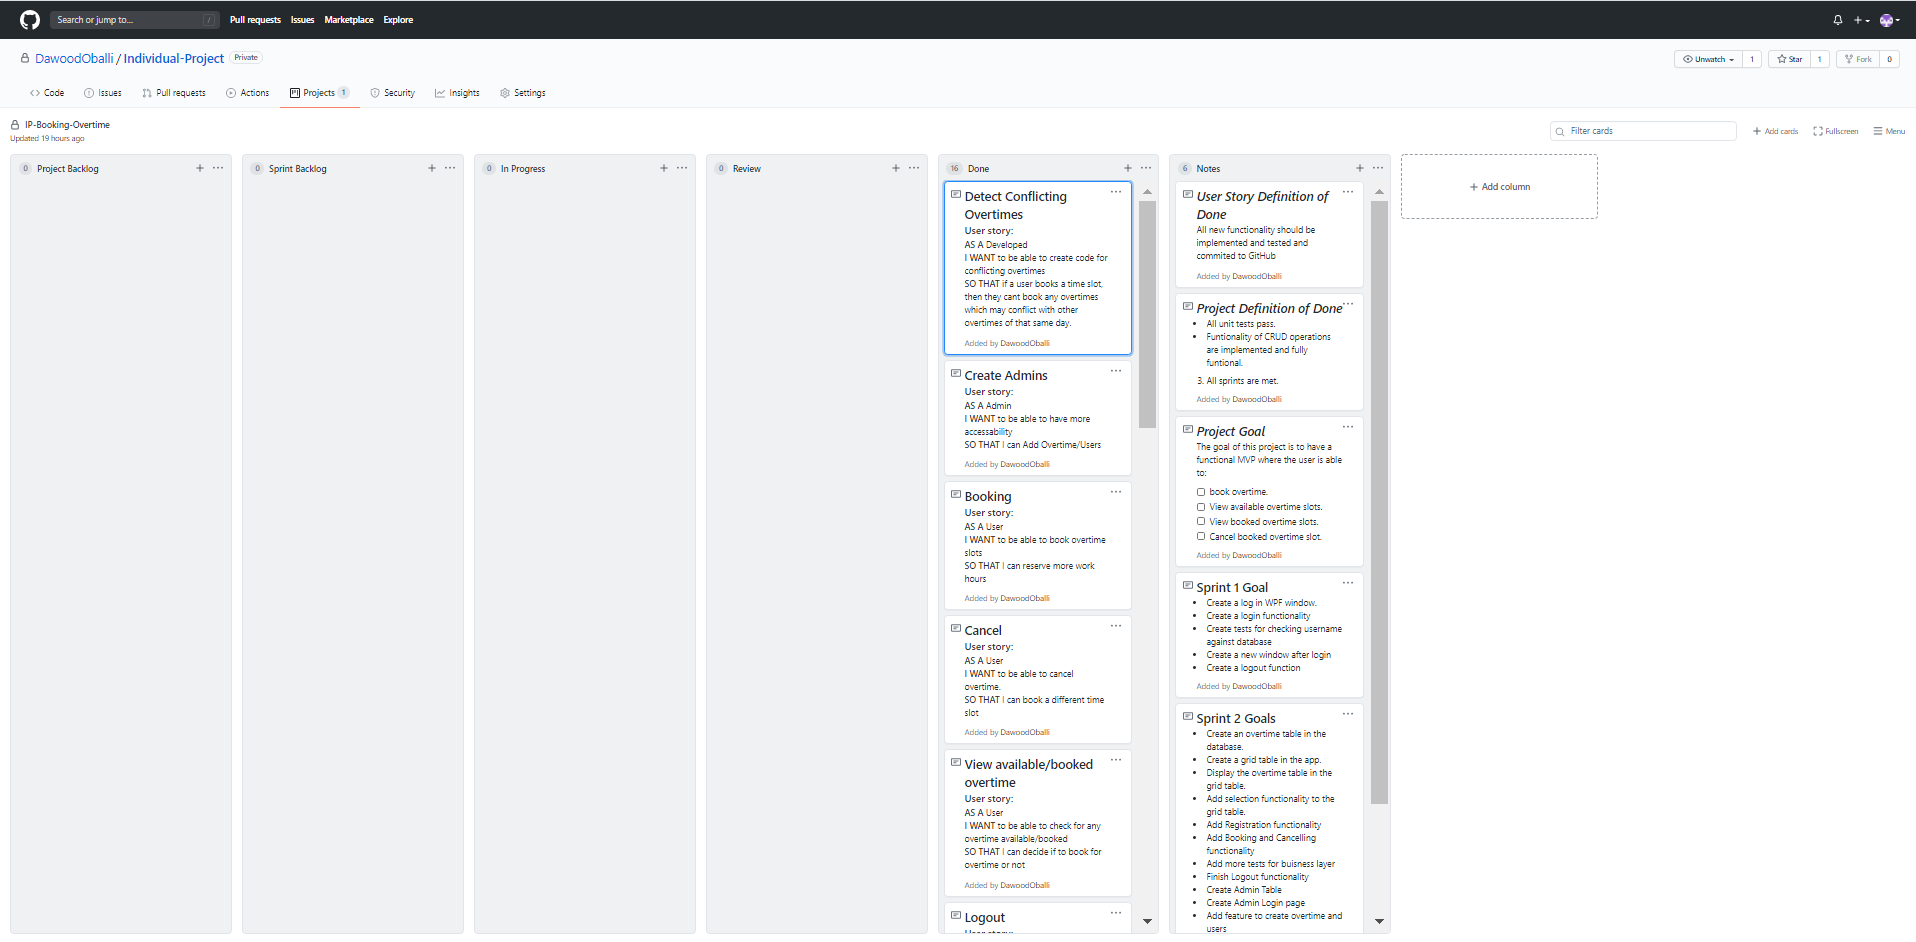 Search or jump to... /
Pull requests Issues Marketplace Explore
DawoodOballi / Individual-Project Private
Unwatch 1 Star 1 Fork 0
Code Issues Pull requests Actions Projects 1 Security Insights Settings
IP-Booking-Overtime
Updated 19 hours ago
Filter cards
Add cards Fullscreen Menu
0 Project Backlog
0 Sprint Backlog
0 In Progress
0 Review
16 Done
Detect Conflicting
Overtimes
User story:
AS A Developed
I WANT to be able to create code for
conflicting overtimes
SO THAT if a user books a time slot,
then they cant book any overtimes
which may conflict with other
overtimes of that same day.
Added by DawoodOballi
Create Admins
User story:
AS A Admin
I WANT to be able to have more
accessability
SO THAT I can Add Overtime/Users
Added by DawoodOballi
Booking
User story:
AS A User
I WANT to be able to book overtime
slots
SO THAT I can reserve more work
hours
Added by DawoodOballi
Cancel
User story:
AS A User
I WANT to be able to cancel
overtime.
SO THAT I can book a different time
slot
Added by DawoodOballi
View available/booked
overtime
User story:
AS A User
I WANT to be able to check for any
overtime available/booked
SO THAT I can decide if to book for
overtime or not
Added by DawoodOballi
Logout
User story:
6 Notes
User Story Definition of
Done
All new functionality should be
implemented and tested and
commited to GitHub
Added by DawoodOballi
Project Definition of Done
• All unit tests pass.
• Funtionality of CRUD operations
are implemented and fully
funtional.
3. All sprints are met.
Added by DawoodOballi
Project Goal
The goal of this project is to have a
functional MVP where the user is able
to:
book overtime.
View available overtime slots.
View booked overtime slots.
Cancel booked overtime slot.
Added by DawoodOballi
Sprint 1 Goal
• Create a log in WPF window.
• Create a login functionality
• Create tests for checking username
against database
• Create a new window after login
• Create a logout function
Added by DawoodOballi
Sprint 2 Goals
• Create an overtime table in the
database.
• Create a grid table in the app.
• Display the overtime table in the
grid table.
• Add selection functionality to the
grid table.
• Add Registration functionality
• Add Booking and Cancelling
functionality
• Add more tests for buisness layer
• Finish Logout functionality
• Create Admin Table
• Create Admin Login page
• Add feature to create overtime and
users
+ Add column